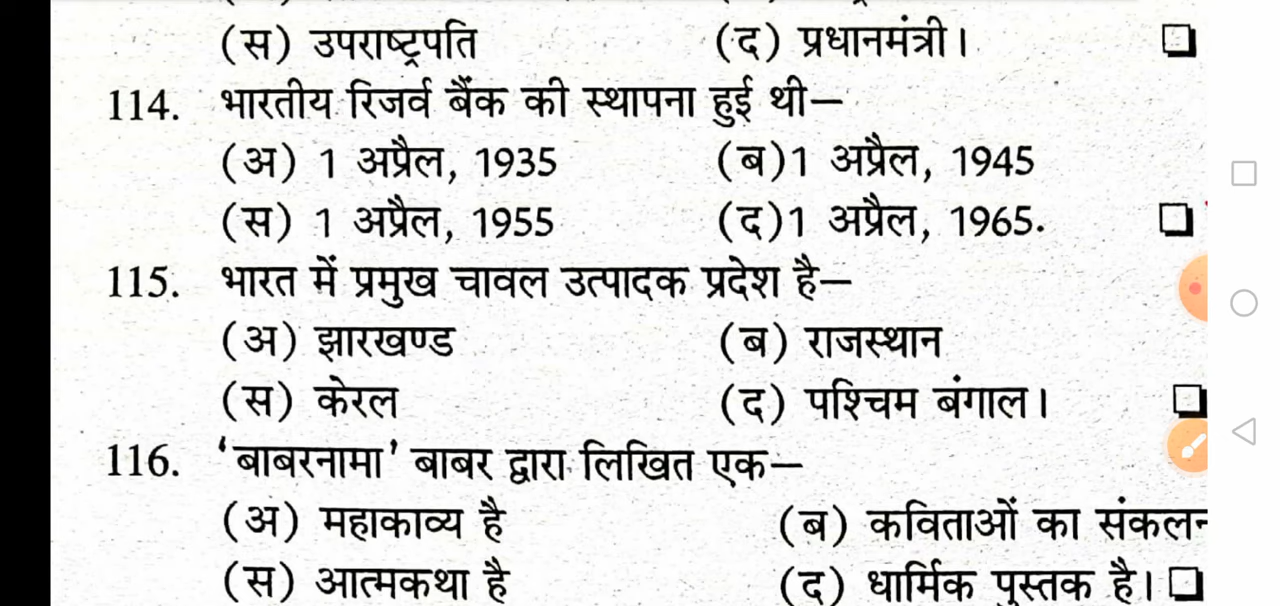 (स) उपराष्ट्रपति (द) प्रधानमंत्री।
114. भारतीय रिजर्व बैंक की स्थापना हुई थी—
(अ) 1 अप्रैल, 1935 (ब)1 अप्रैल, 1945
(स) 1 अप्रैल, 1955 (द)1 अप्रैल, 1965.
115. भारत में प्रमुख चावल उत्पादक प्रदेश है—
(अ) झारखण्ड (ब) राजस्थान
(स) केरल (द) पश्चिम बंगाल।
116. ‘बाबरनामा’ बाबर द्वारा लिखित एक—
(अ) महाकाव्य है (ब) कविताओं का संकलन
(स) आत्मकथा है (द) धार्मिक पुस्तक है।